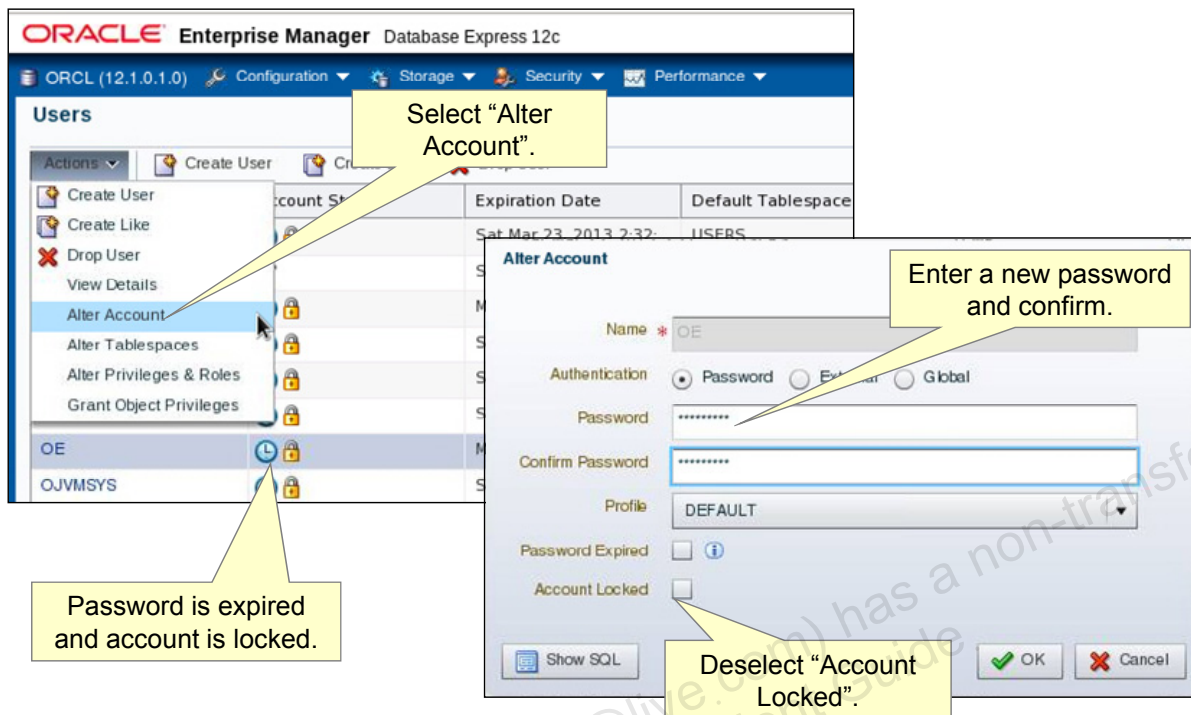 ORACLE Enterprise Manager Database Express 12c
ORCL (12.1.0.1.0) Configuration Storage Security Performance
Users
Select “Alter
Account”.
Actions Create User
Create User
Create Like
Drop User
View Details
Alter Account
Alter Tablespaces
Alter Privileges & Roles
Grant Object Privileges
Expiration Date Default Tablespace
Sat Mar 23, 2013 2:32: USERS
OE
OJVMSYS
Password is expired
and account is locked.
Alter Account
Enter a new password
and confirm.
Name * OE
Authentication Password Global
Password *********
Confirm Password *********
Profile DEFAULT
Password Expired
Account Locked
Deselect “Account
Locked”.
Show SQL OK Cancel
com) has a non-transfe